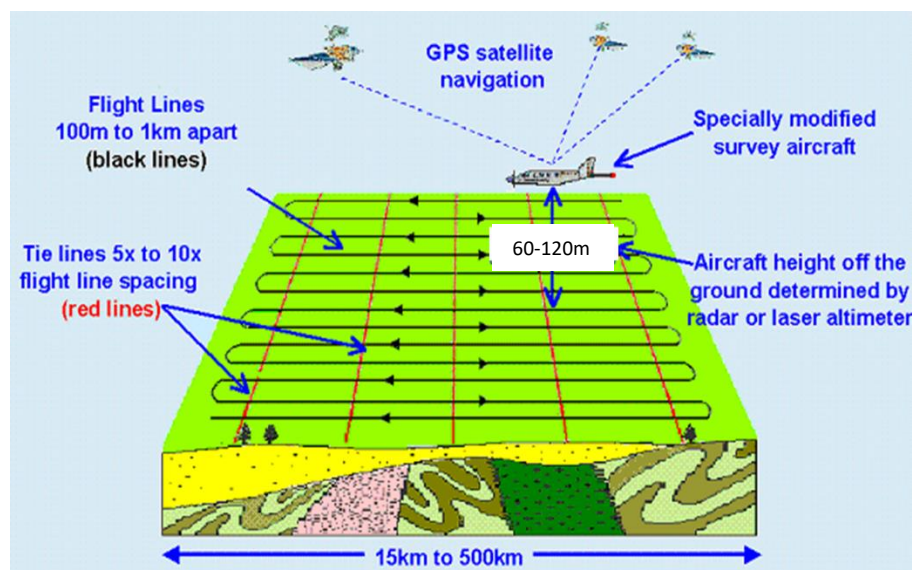 GPS satellite
navigation
Flight Lines
100m to 1km apart
(black lines)
Specially modified
survey aircraft
60-120m
Tie lines 5x to 10x
flight line spacing
(red lines)
Aircraft height off the
ground determined by
radar or laser altimeter
15km to 500km